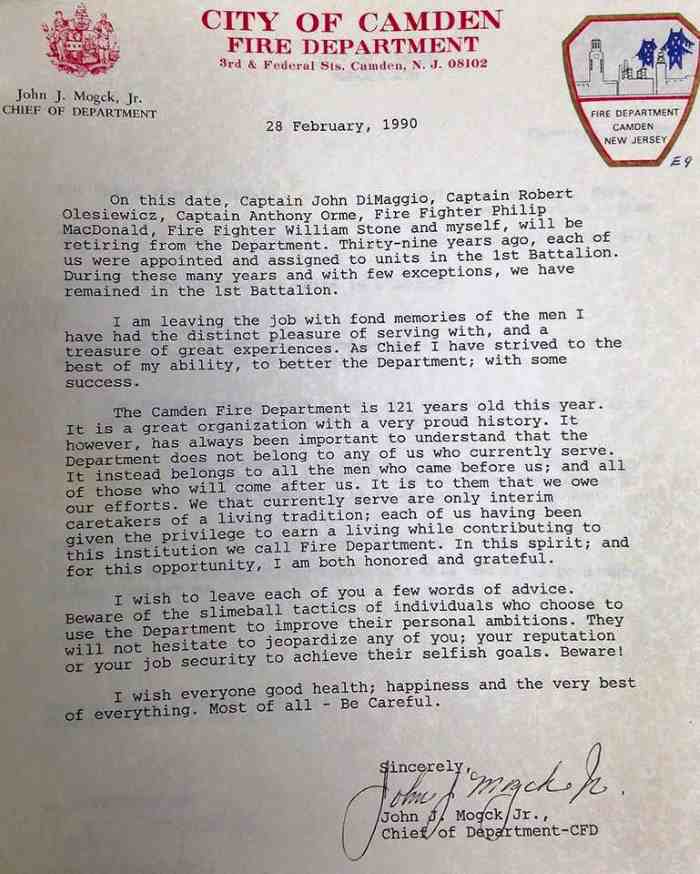 CITY OF CAMDEN
FIRE DEPARTMENT
3rd & Federal Sts. Camden, N. J. 08102
John J. Mogck, Jr.
CHIEF OF DEPARTMENT
FIRE DEPARTMENT
CAMDEN
NEW JERSEY
E9
28 February, 1990
On this date, Captain John DiMaggio, Captain Robert
Olesiewicz, Captain Anthony Orme, Fire Fighter Philip
MacDonald, Fire Fighter William Stone and myself, will be
retiring from the Department. Thirty-nine years ago, each of
us were appointed and assigned to units in the 1st Battalion.
During these many years and with few exceptions, we have
remained in the 1st Battalion.
I am leaving the job with fond memories of the men I
have had the distinct pleasure of serving with, and a
treasure of great experiences. As Chief I have strived to the
best of my ability, to better the Department; with some
success.
The Camden Fire Department is 121 years old this year.
It is a great organization with a very proud history. It
however, has always been important to understand that the
Department does not belong to any of us who currently serve.
It instead belongs to all the men who came before us; and all
of those who will come after us. It is to them that we owe
our efforts. We that currently serve are only interim
caretakers of a living tradition; each of us having been
given the privilege to earn a living while contributing to
this institution we call Fire Department. In this spirit; and
for this opportunity, I am both honored and grateful.
I wish to leave each of you a few words of advice.
Beware of the slimeball tactics of individuals who choose to
use the Department to improve their personal ambitions. They
will not hesitate to jeopardize any of you; your reputation
or your job security to achieve their selfish goals. Beware!
I wish everyone good health; happiness and the very best
of everything. Most of all - Be Careful.
Sincerely,
John J. Mogck Jr.
John J. Mogck Jr.,
Chief of Department-CFD